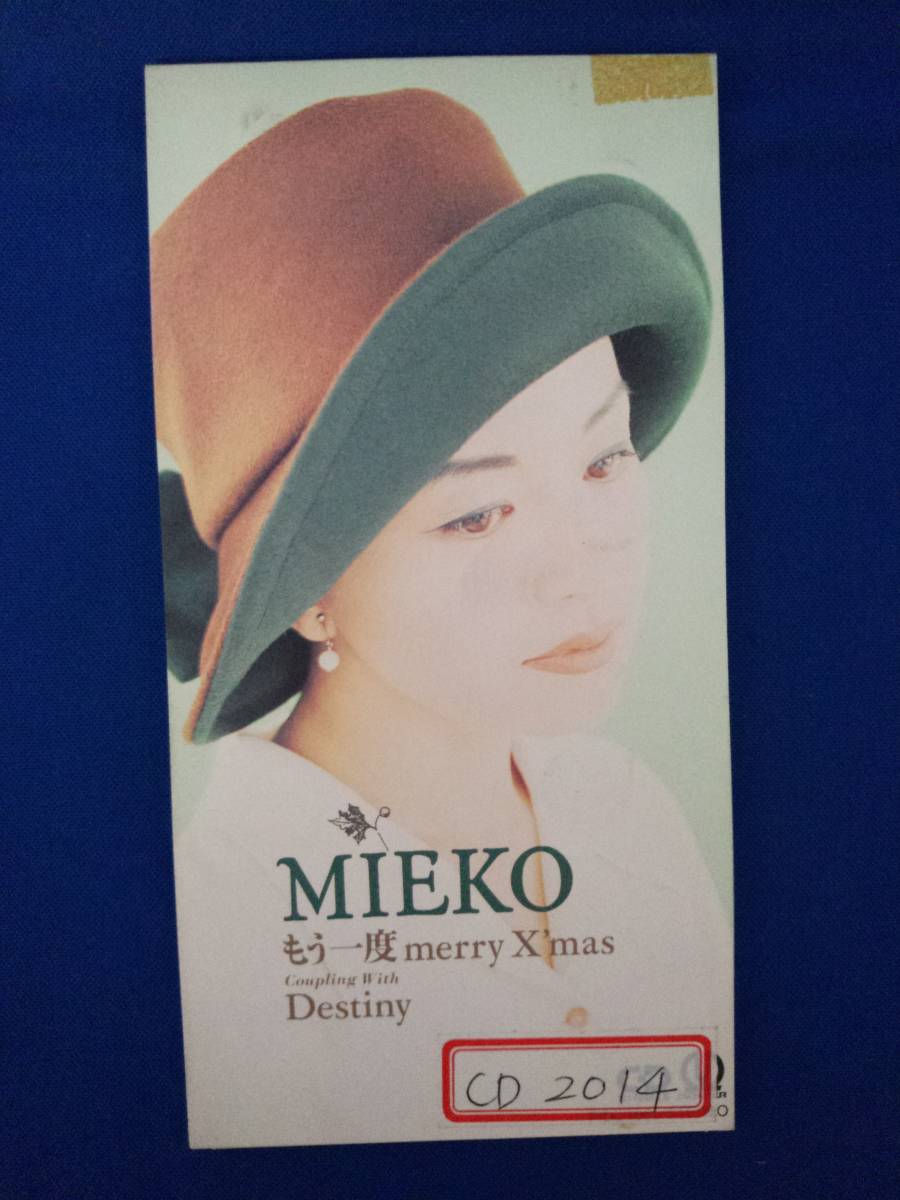 MIEKO
もう一度 merry X'mas
Coupling With
Destiny
CD 2014